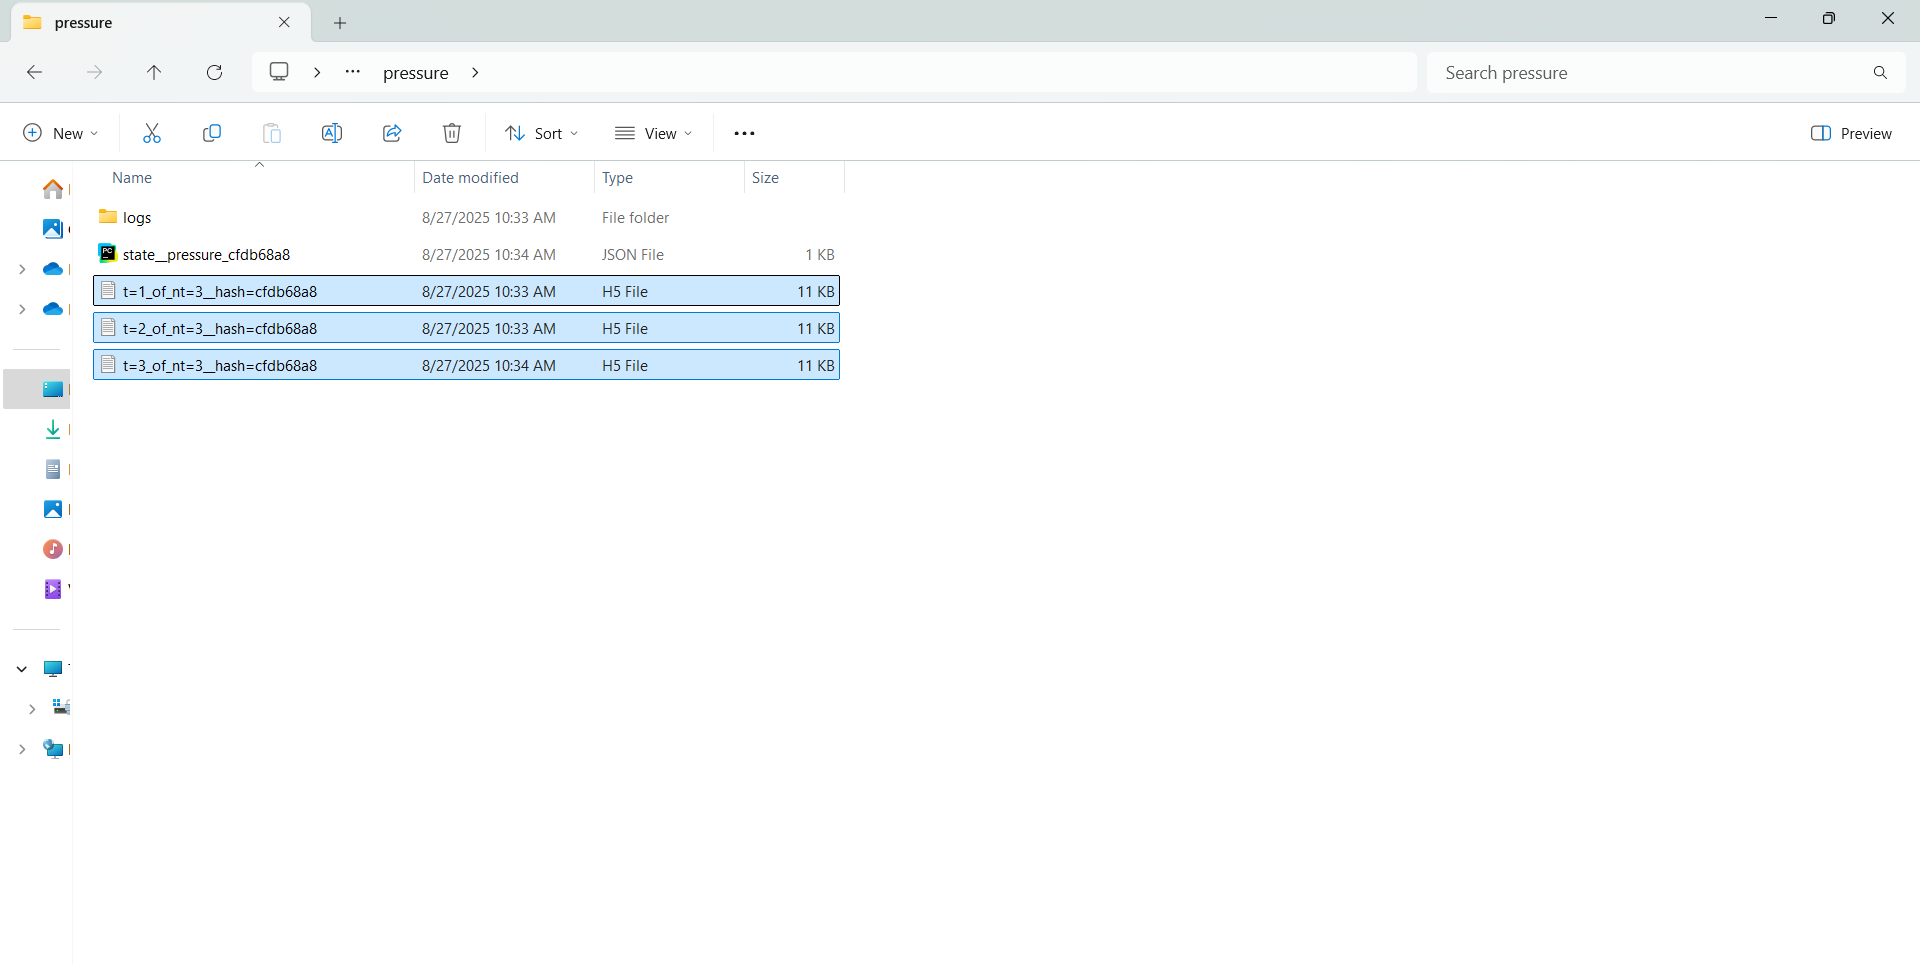 pressure
pressure
Search pressure
New
Sort
View
Preview
Name Date modified Type Size
logs 8/27/2025 10:33 AM File folder
state__pressure_cfdb68a8 8/27/2025 10:34 AM JSON File 1 KB
t=1_of_nt=3__hash=cfdb68a8 8/27/2025 10:33 AM H5 File 11 KB
t=2_of_nt=3__hash=cfdb68a8 8/27/2025 10:33 AM H5 File 11 KB
t=3_of_nt=3__hash=cfdb68a8 8/27/2025 10:34 AM H5 File 11 KB